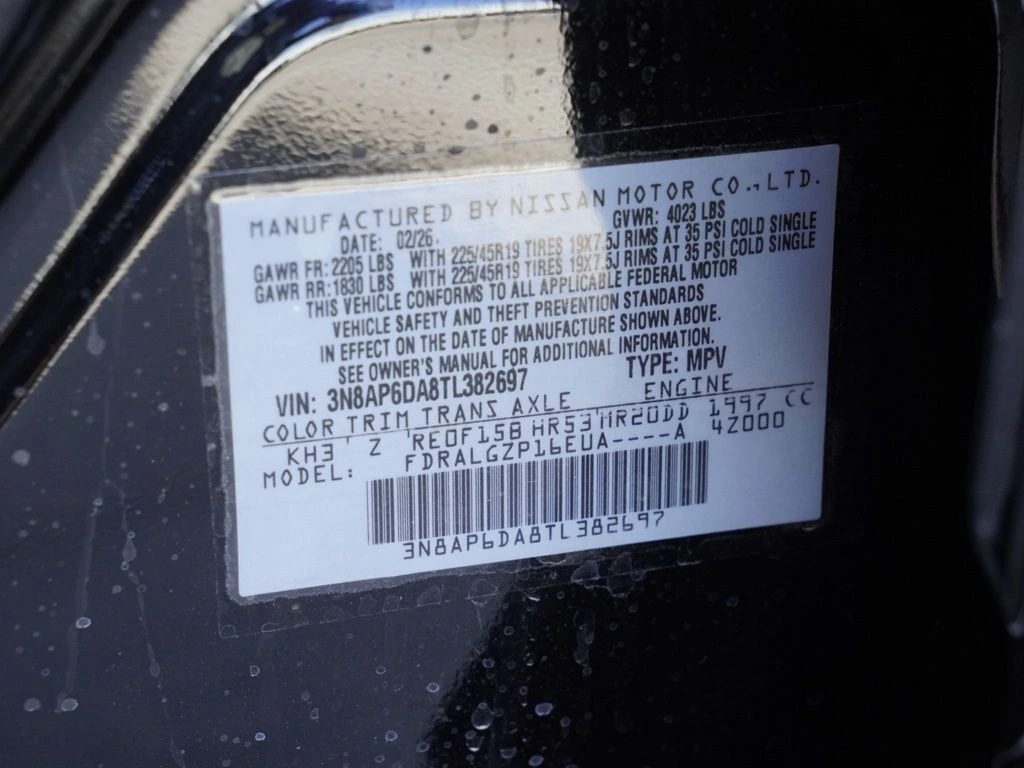 MANUFACTURED BY NISSAN MOTOR CO., LTD.
DATE: 02/26. GVWR: 4023 LBS
GAWR FR: 2205 LBS WITH 225/45R19 TIRES 19X7.5J RIMS AT 35 PSI COLD SINGLE
GAWR RR: 1830 LBS WITH 225/45R19 TIRES 19X7.5J RIMS AT 35 PSI COLD SINGLE
THIS VEHICLE CONFORMS TO ALL APPLICABLE FEDERAL MOTOR
VEHICLE SAFETY AND THEFT PREVENTION STANDARDS
IN EFFECT ON THE DATE OF MANUFACTURE SHOWN ABOVE.
SEE OWNER'S MANUAL FOR ADDITIONAL INFORMATION.
VIN: 3N8AP6DA8TL382697 TYPE: MPV
COLOR TRIM TRANS AXLE ENGINE
KH3 ' Z 'RE0F15B'HR53'MR20DD 1997 CC
MODEL: FDRALGZP16EUA----A 4Z000
3N8AP6DA8TL382697